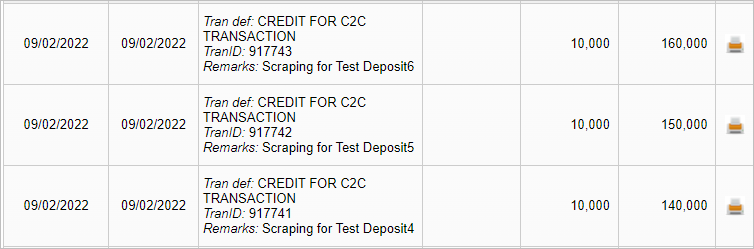 Tran def: CREDIT FOR C2C
TRANSACTION
09/02/2022 09/02/2022 TranID: 917743 10,000 160,000
Remarks: Scraping for Test Deposit6
Tran def: CREDIT FOR C2C
TRANSACTION
09/02/2022 09/02/2022 TranID: 917742 10,000 150,000
Remarks: Scraping for Test Deposit5
Tran def: CREDIT FOR C2C
TRANSACTION
09/02/2022 09/02/2022 TranID: 917741 10,000 140,000
Remarks: Scraping for Test Deposit4